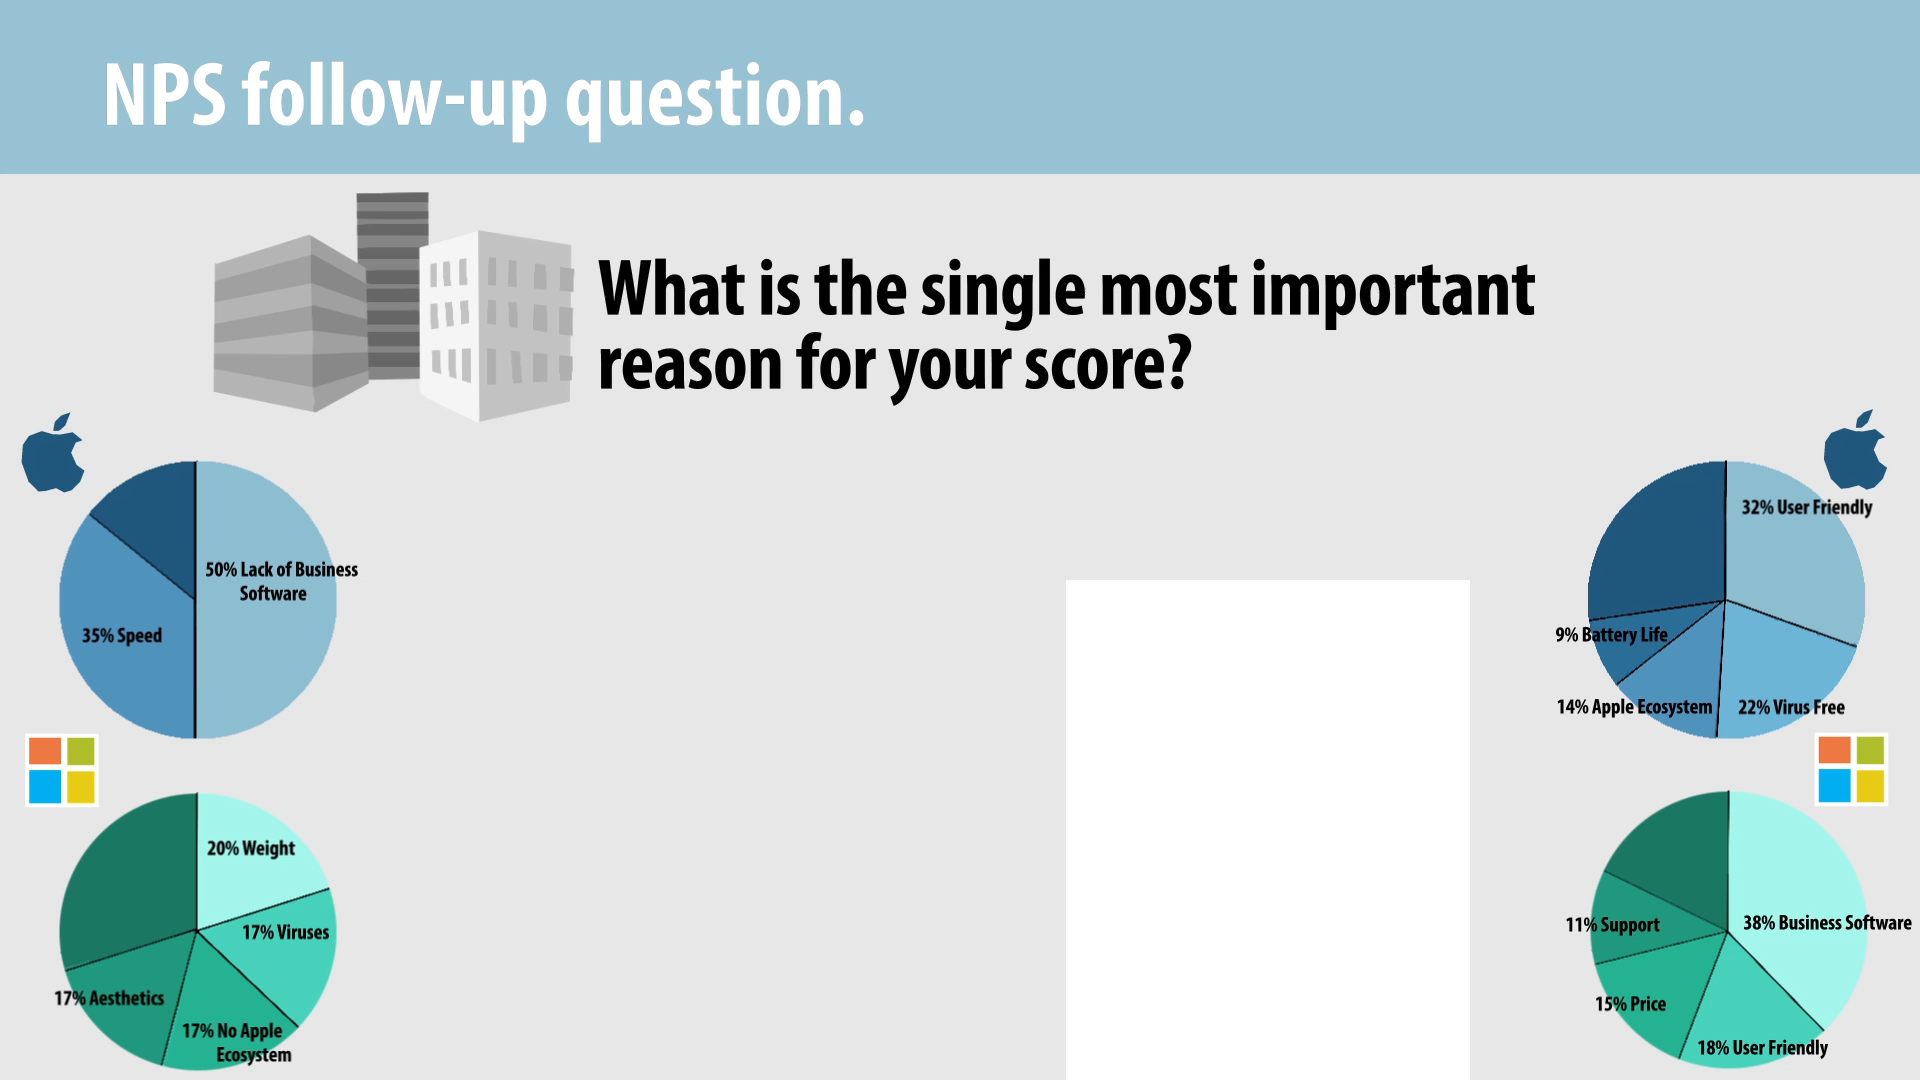 NPS follow-up question.
What is the single most important
reason for your score?
50% Lack of Business
Software
35% Speed
32% User Friendly
9% Battery Life
14% Apple Ecosystem
22% Virus Free
20% Weight
17% Viruses
17% Aesthetics
17% No Apple
Ecosystem
38% Business Software
11% Support
15% Price
18% User Friendly